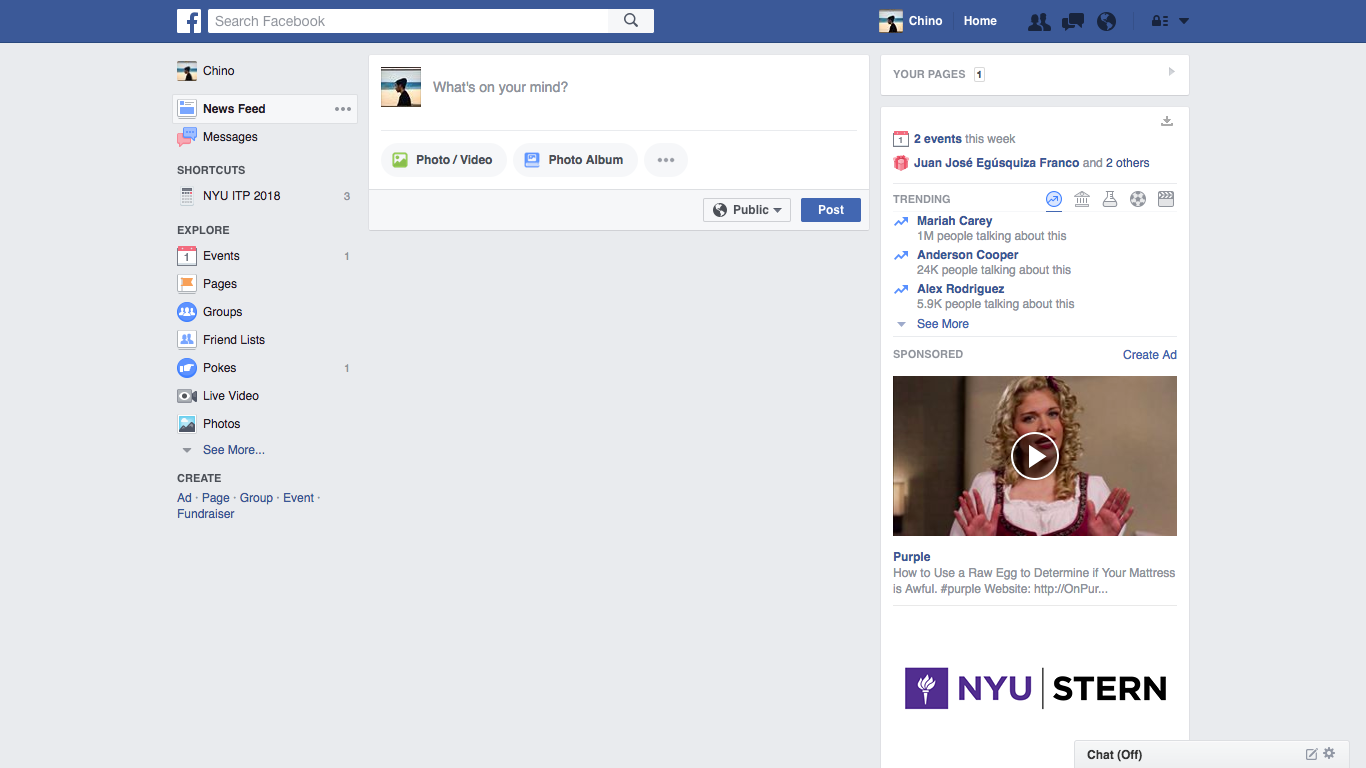 Search Facebook
Chino
Home
Chino
News Feed
Messages
SHORTCUTS
NYU ITP 2018 3
EXPLORE
1 Events 1
Pages
Groups
Friend Lists
Pokes 1
Live Video
Photos
See More...
CREATE
Ad · Page · Group · Event ·
Fundraiser
What's on your mind?
Photo / Video
Photo Album
Public
Post
YOUR PAGES 1
1 2 events this week
Juan José Egúsquiza Franco and 2 others
TRENDING
Mariah Carey
1M people talking about this
Anderson Cooper
24K people talking about this
Alex Rodriguez
5.9K people talking about this
See More
SPONSORED Create Ad
Purple
How to Use a Raw Egg to Determine if Your Mattress
is Awful. #purple Website: http://OnPur...
NYU STERN
Chat (Off)